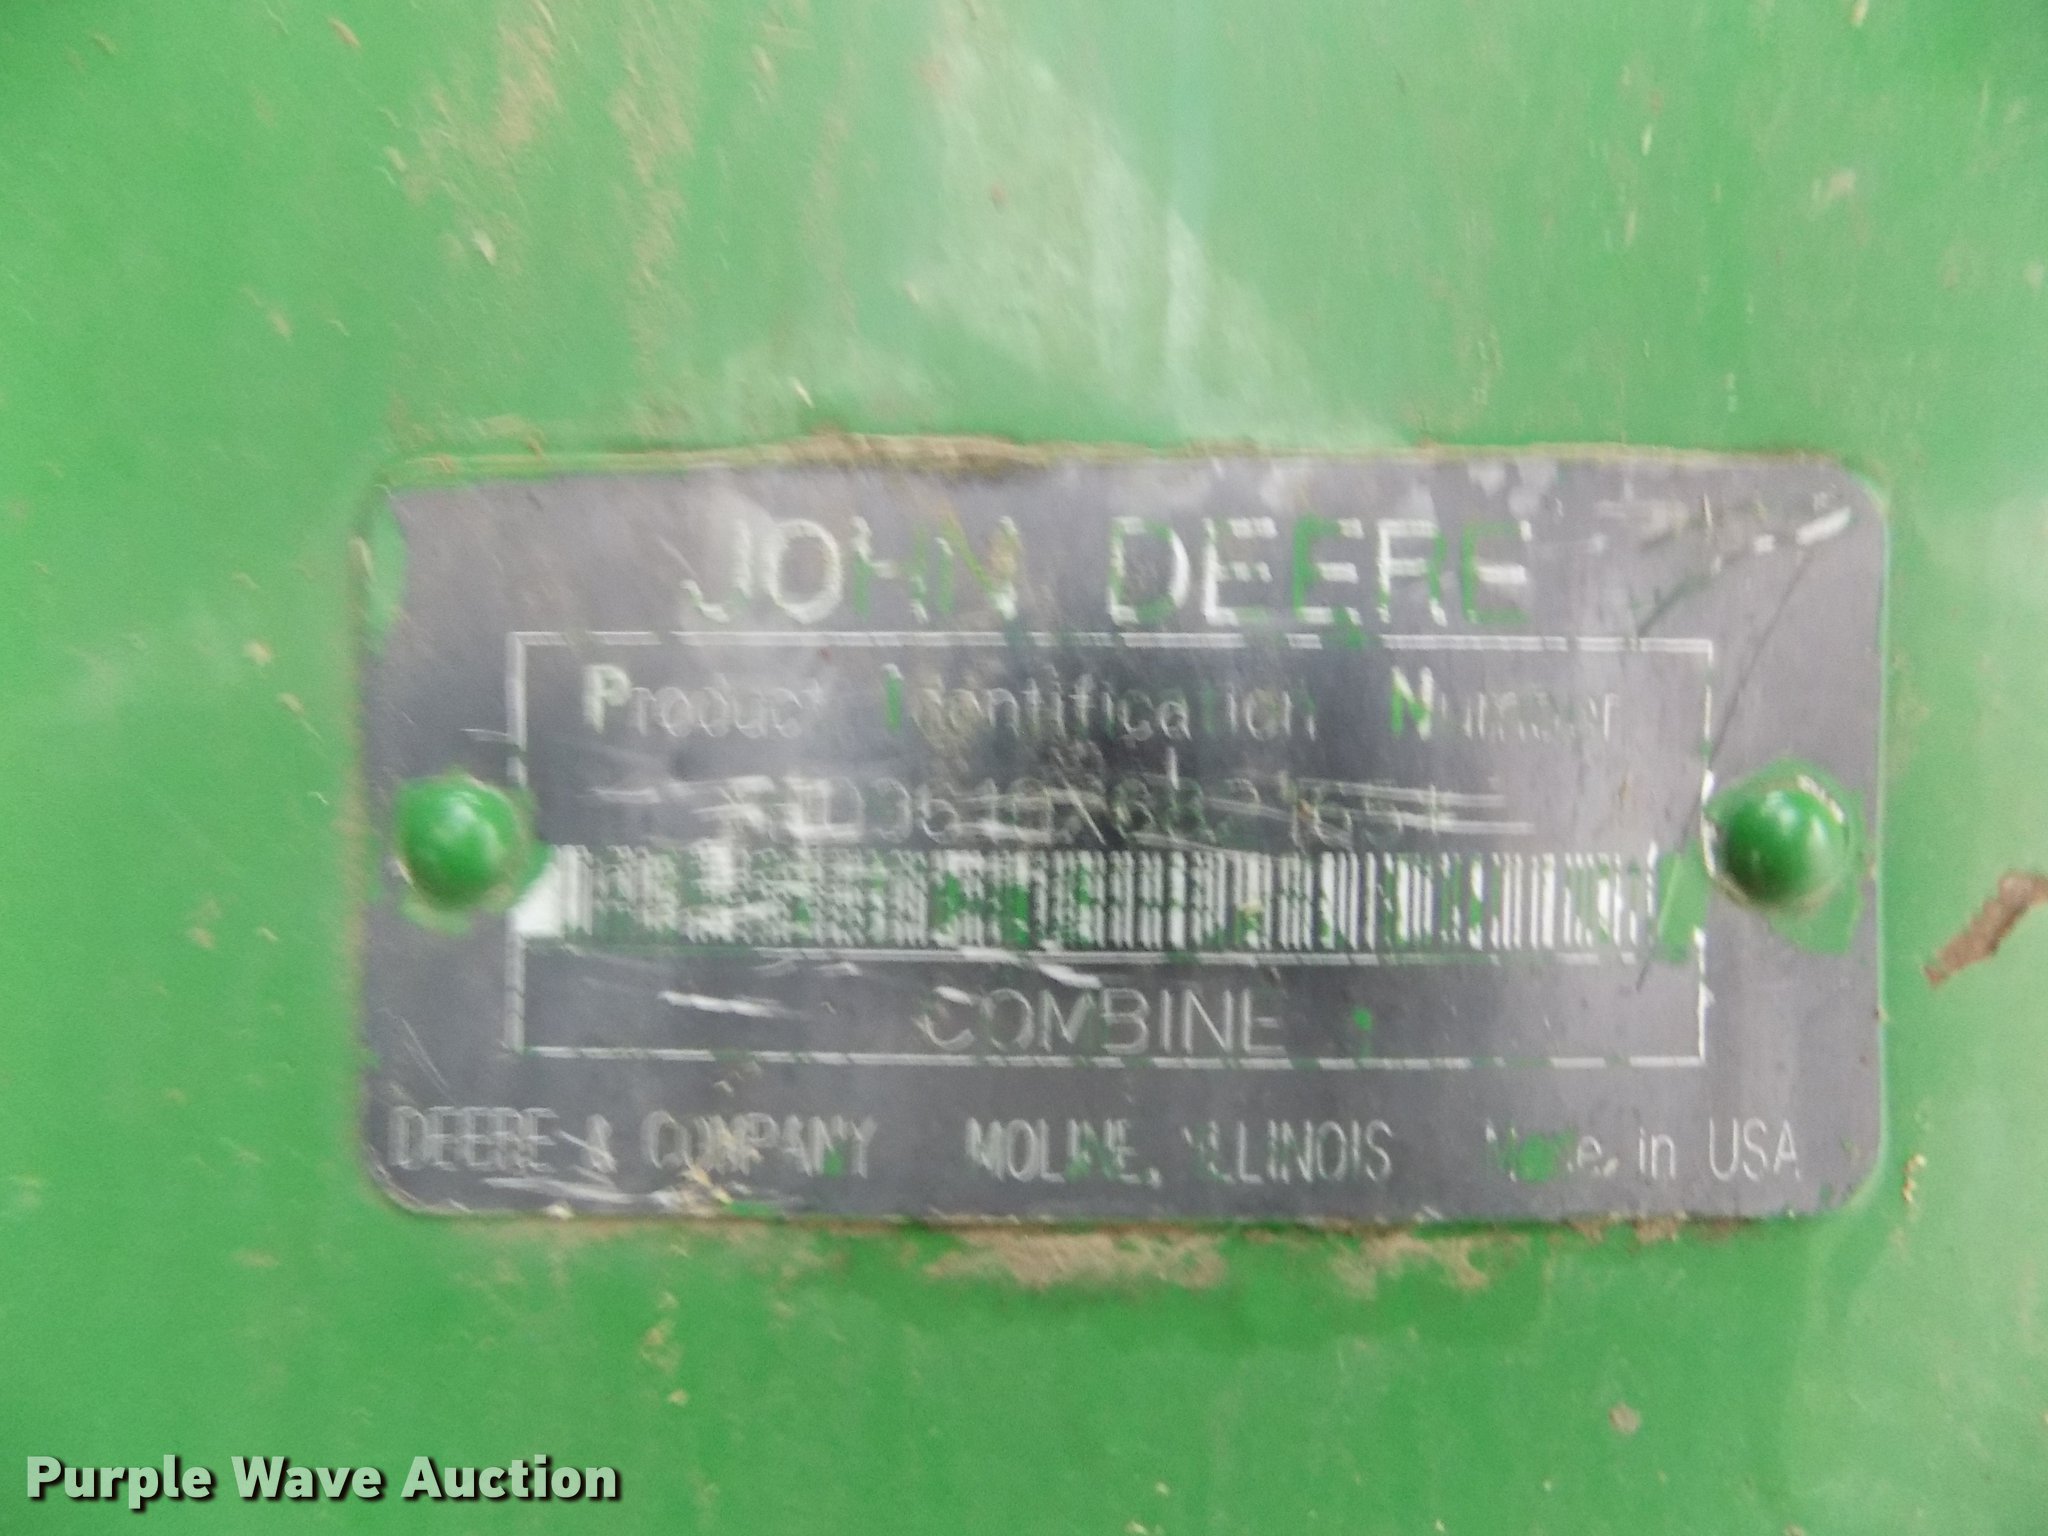 JOHN DEERE
Product Identification Number
COMBINE
DEERE & COMPANY MOLINE, ILLINOIS Made in USA
Purple Wave Auction